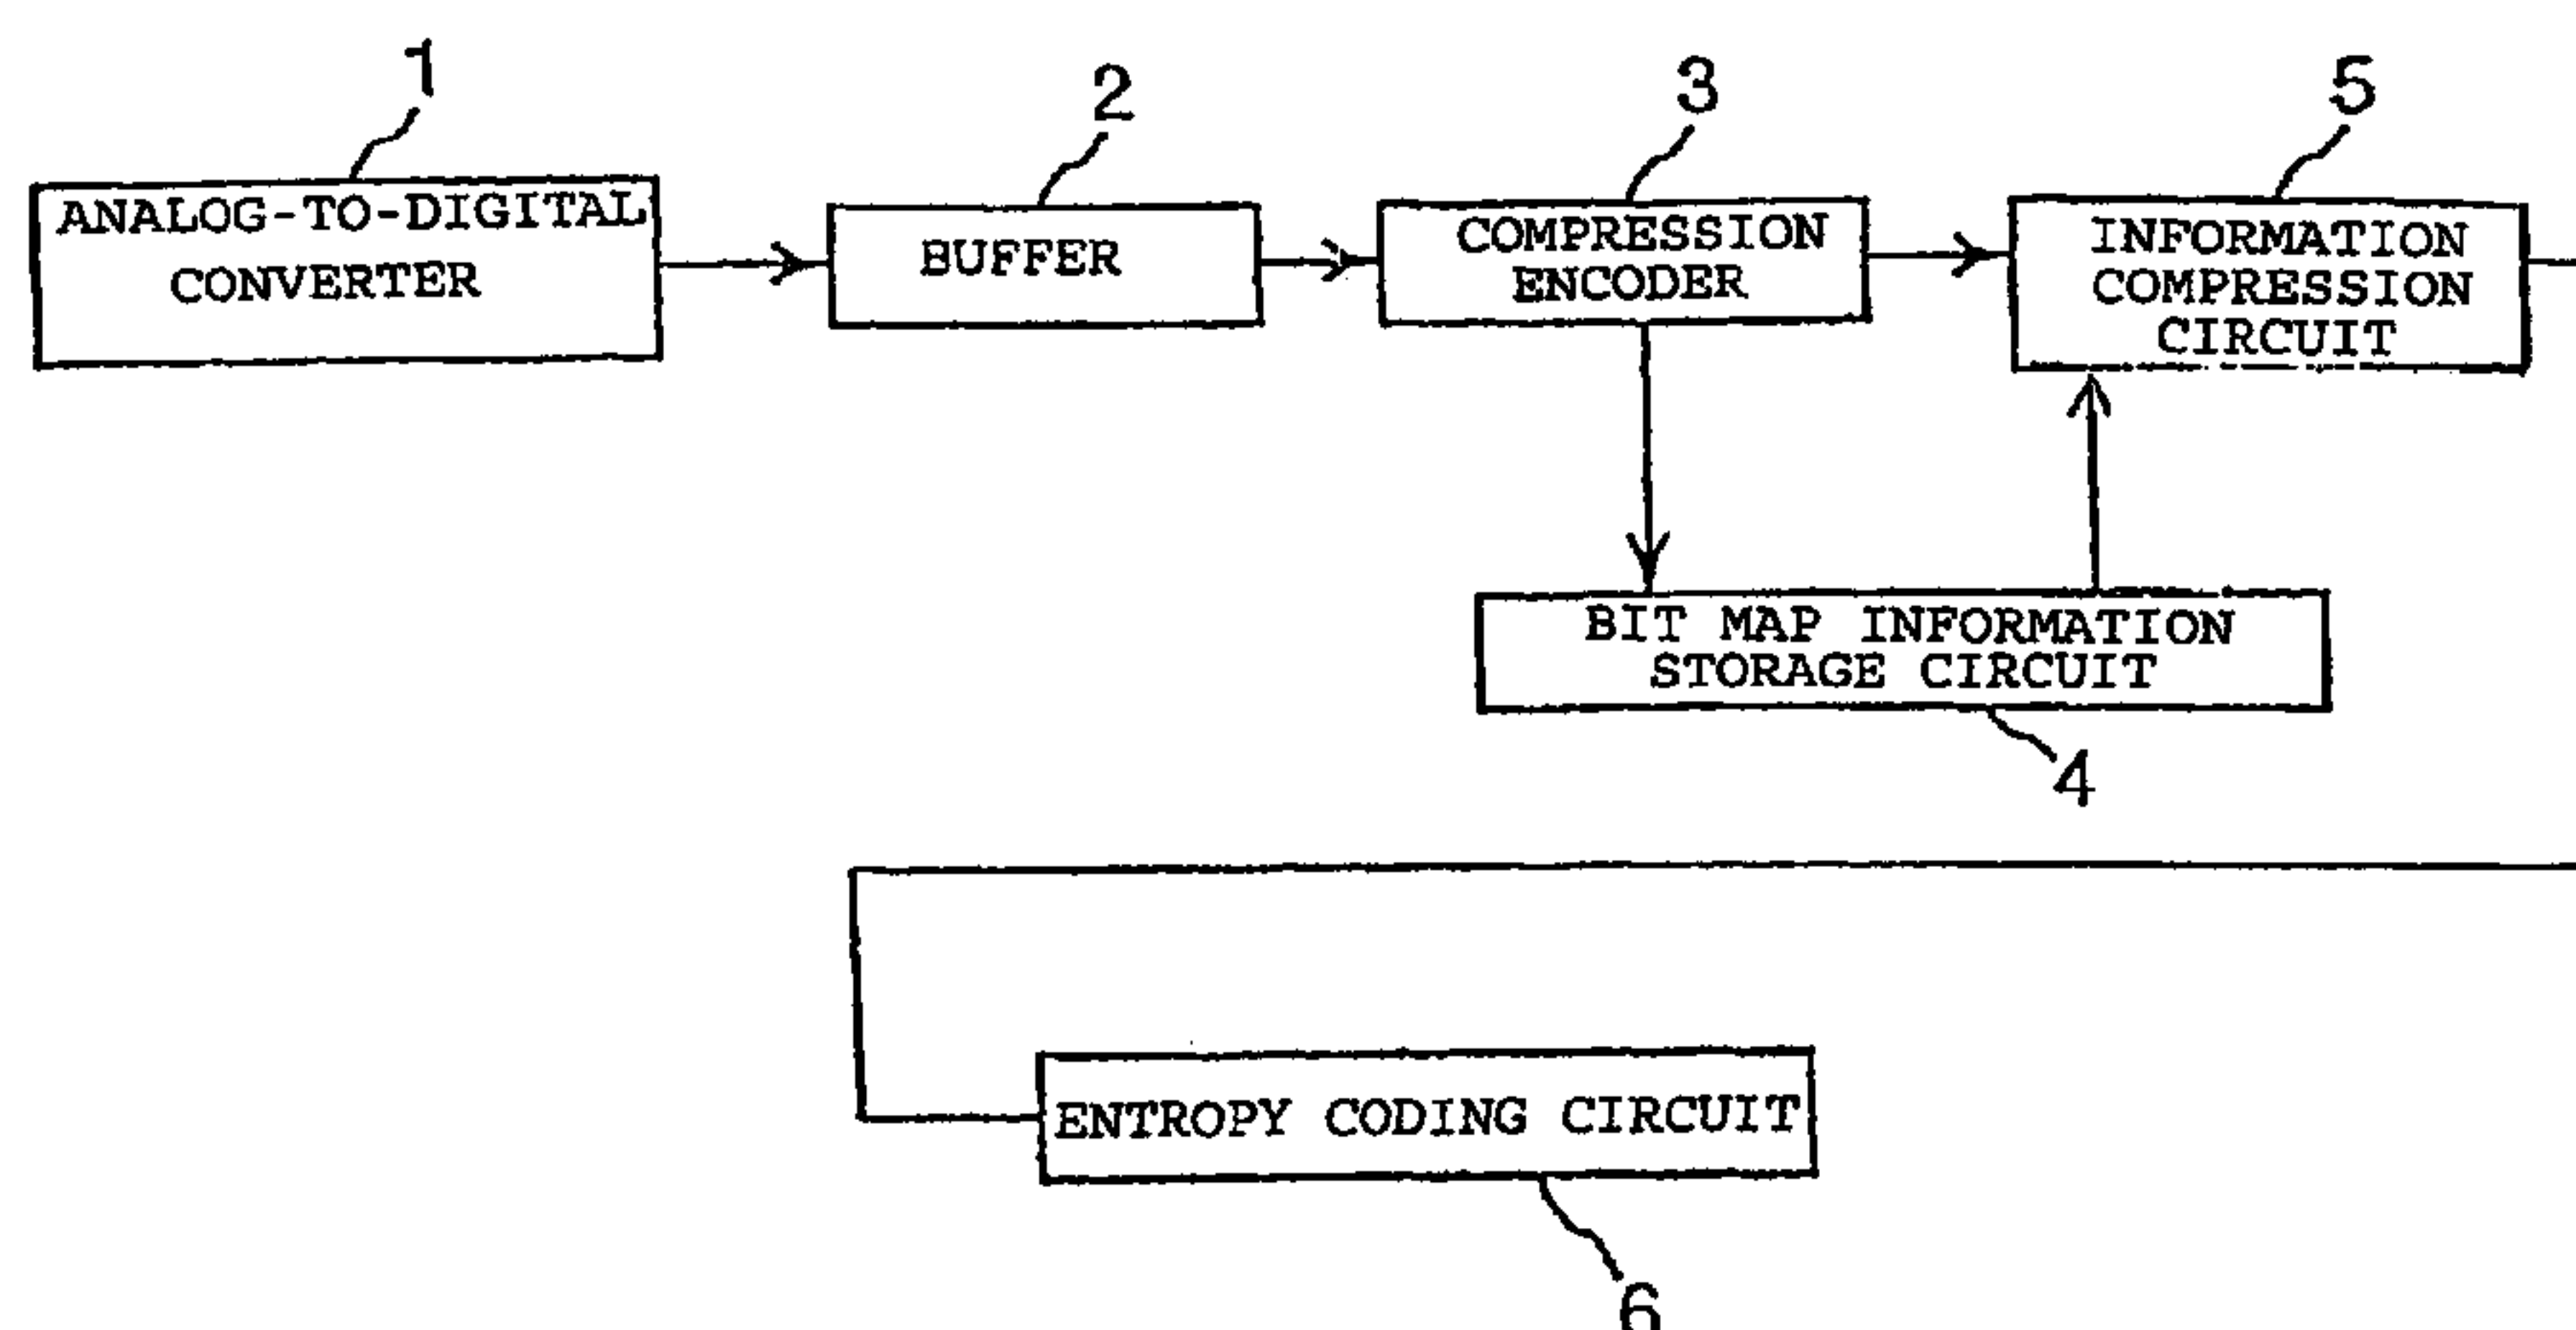 1
2
3
5
ANALOG-TO-DIGITAL
CONVERTER
BUFFER
COMPRESSION
ENCODER
INFORMATION
COMPRESSION
CIRCUIT
BIT MAP INFORMATION
STORAGE CIRCUIT
4
ENTROPY CODING CIRCUIT
6